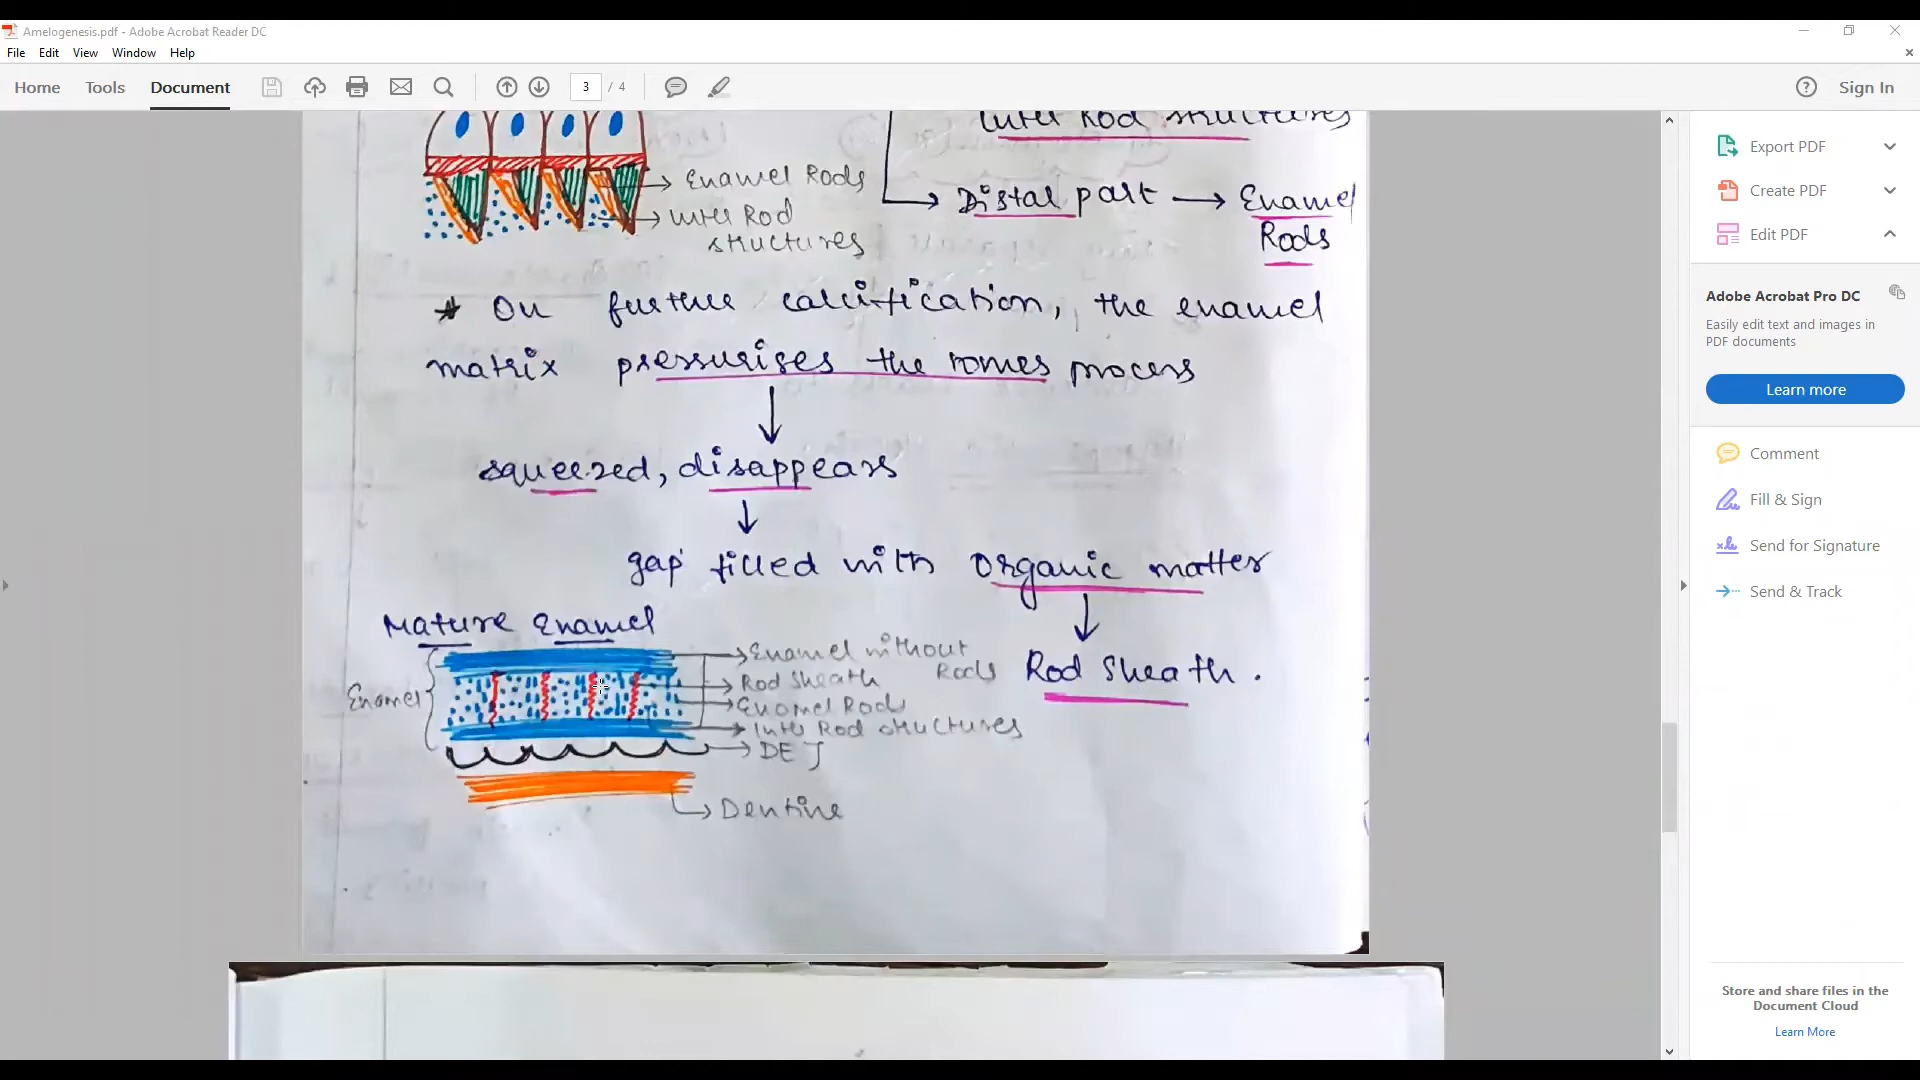 Amelogenesis.pdf - Adobe Acrobat Reader DC
File Edit View Window Help
Home Tools Document 3 / 4 Sign In
Inter Rod structures
Enamel Rods
Inter Rod
structures
Distal part → Enamel
Rods
* On further calcification, the enamel
matrix pressurises the tomes process
squeezed, disappears
gap filled with organic matter
Rod Sheath.
Mature Enamel
Enamel
Enamel without
Rods
Rod Sheath
Enamel Rods
Inter Rod structures
DEJ
Dentine
Export PDF
Create PDF
Edit PDF
Adobe Acrobat Pro DC
Easily edit text and images in
PDF documents
Learn more
Comment
Fill & Sign
Send for Signature
Send & Track
Store and share files in the
Document Cloud
Learn More